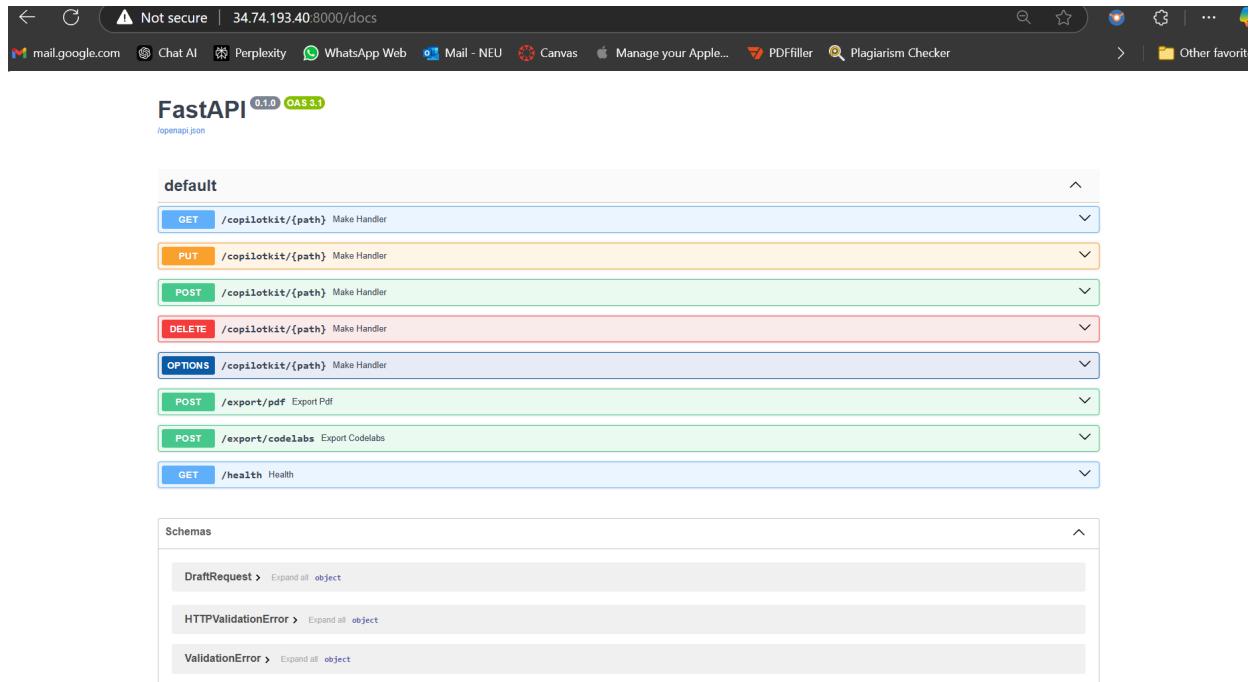 Not secure 34.74.193.40:8000/docs
mail.google.com Chat AI Perplexity WhatsApp Web Mail - NEU Canvas Manage your Apple... PDFfiller Plagiarism Checker Other favorit
FastAPI 0.1.0 OAS 3.1
/openapi.json
default
GET /copilotkit/{path} Make Handler
PUT /copilotkit/{path} Make Handler
POST /copilotkit/{path} Make Handler
DELETE /copilotkit/{path} Make Handler
OPTIONS /copilotkit/{path} Make Handler
POST /export/pdf Export Pdf
POST /export/codelabs Export Codelabs
GET /health Health
Schemas
DraftRequest Expand all object
HTTPValidationError Expand all object
ValidationError Expand all object